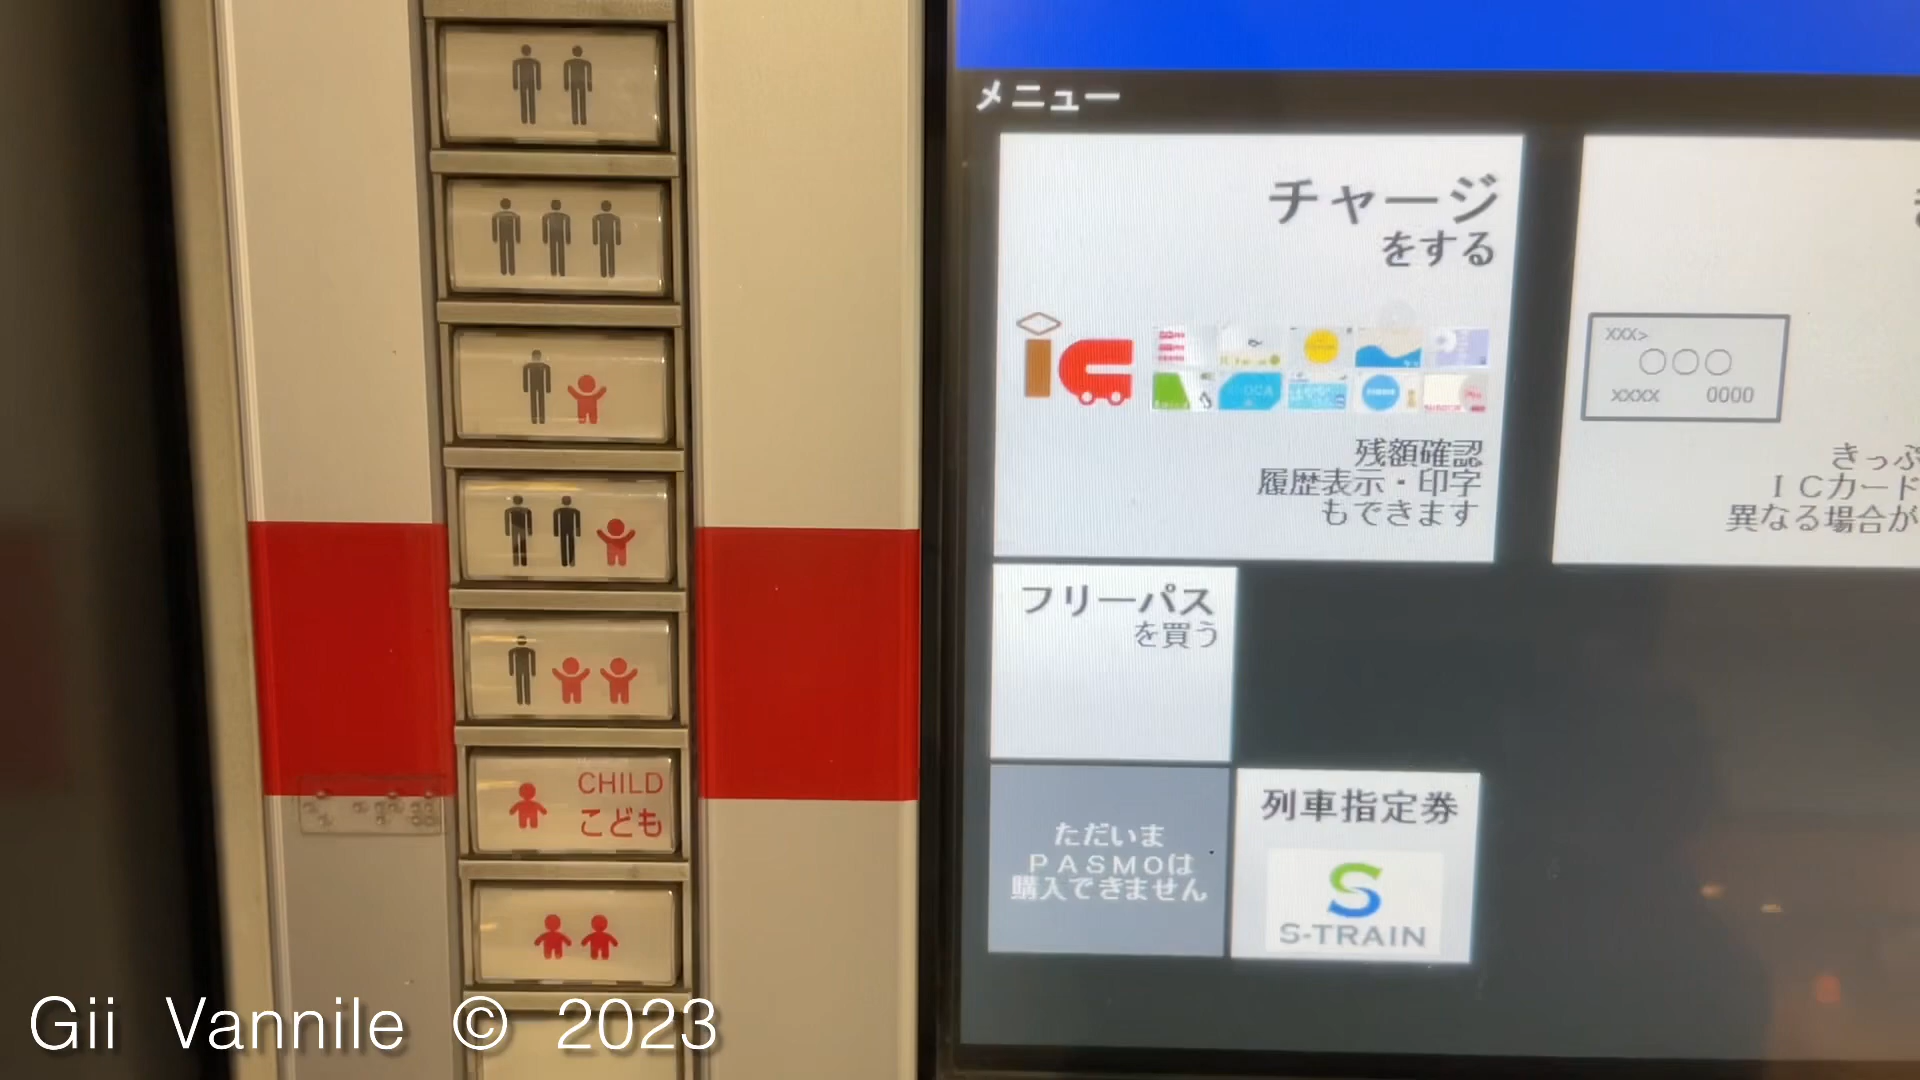 メニュー
チャージ
をする
ic
残額確認
履歴表示・印字
もできます
XXX>
〇〇〇
XXXX 0000
きっぷ
ICカード
異なる場合が
フリーパス
を買う
ただいま
PASMOは
購入できません
列車指定券
S
S-TRAIN
CHILD
こども
Gii Vannile © 2023